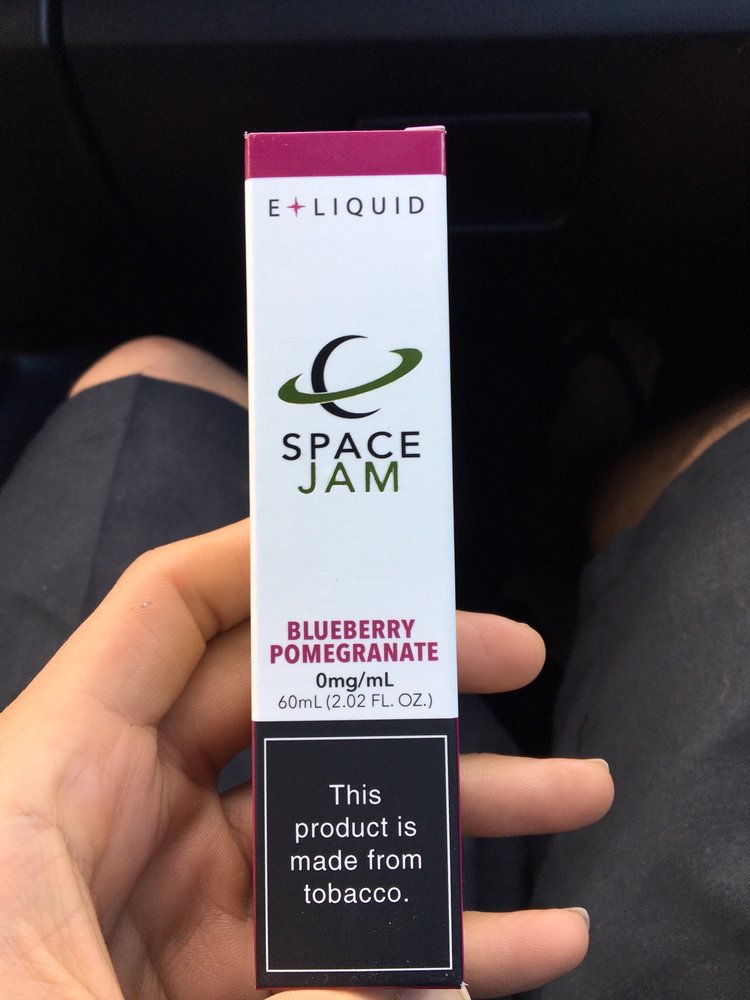 E LIQUID
SPACE
JAM
BLUEBERRY
POMEGRANATE
0mg/mL
60mL (2.02 FL. OZ.)
This
product is
made from
tobacco.